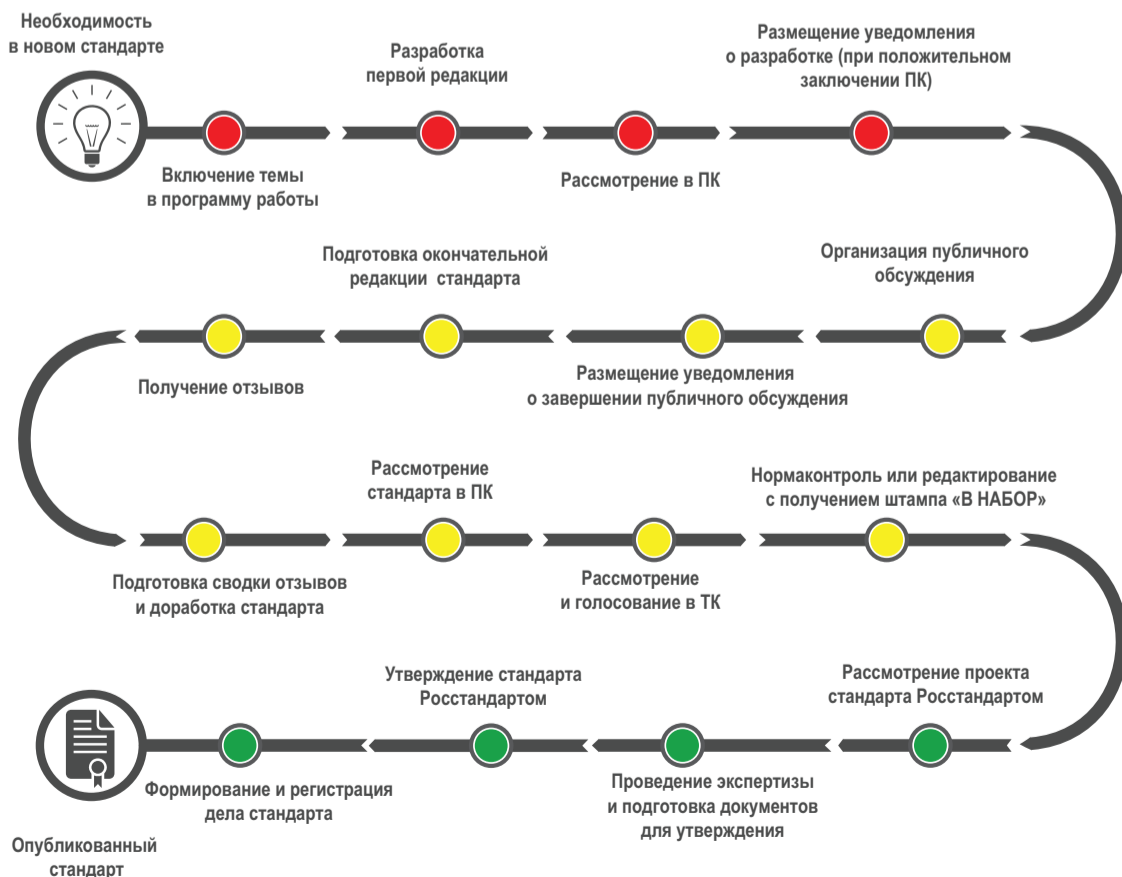 Необходимость
в новом стандарте
Включение темы
в программу работы
Разработка
первой редакции
Рассмотрение в ПК
Размещение уведомления
о разработке (при положительном
заключении ПК)
Организация публичного
обсуждения
Размещение уведомления
о завершении публичного обсуждения
Подготовка окончательной
редакции стандарта
Получение отзывов
Подготовка сводки отзывов
и доработка стандарта
Рассмотрение
стандарта в ПК
Рассмотрение
и голосование в ТК
Нормаконтроль или редактирование
с получением штампа «В НАБОР»
Рассмотрение проекта
стандарта Росстандартом
Проведение экспертизы
и подготовка документов
для утверждения
Утверждение стандарта
Росстандартом
Формирование и регистрация
дела стандарта
Опубликованный
стандарт